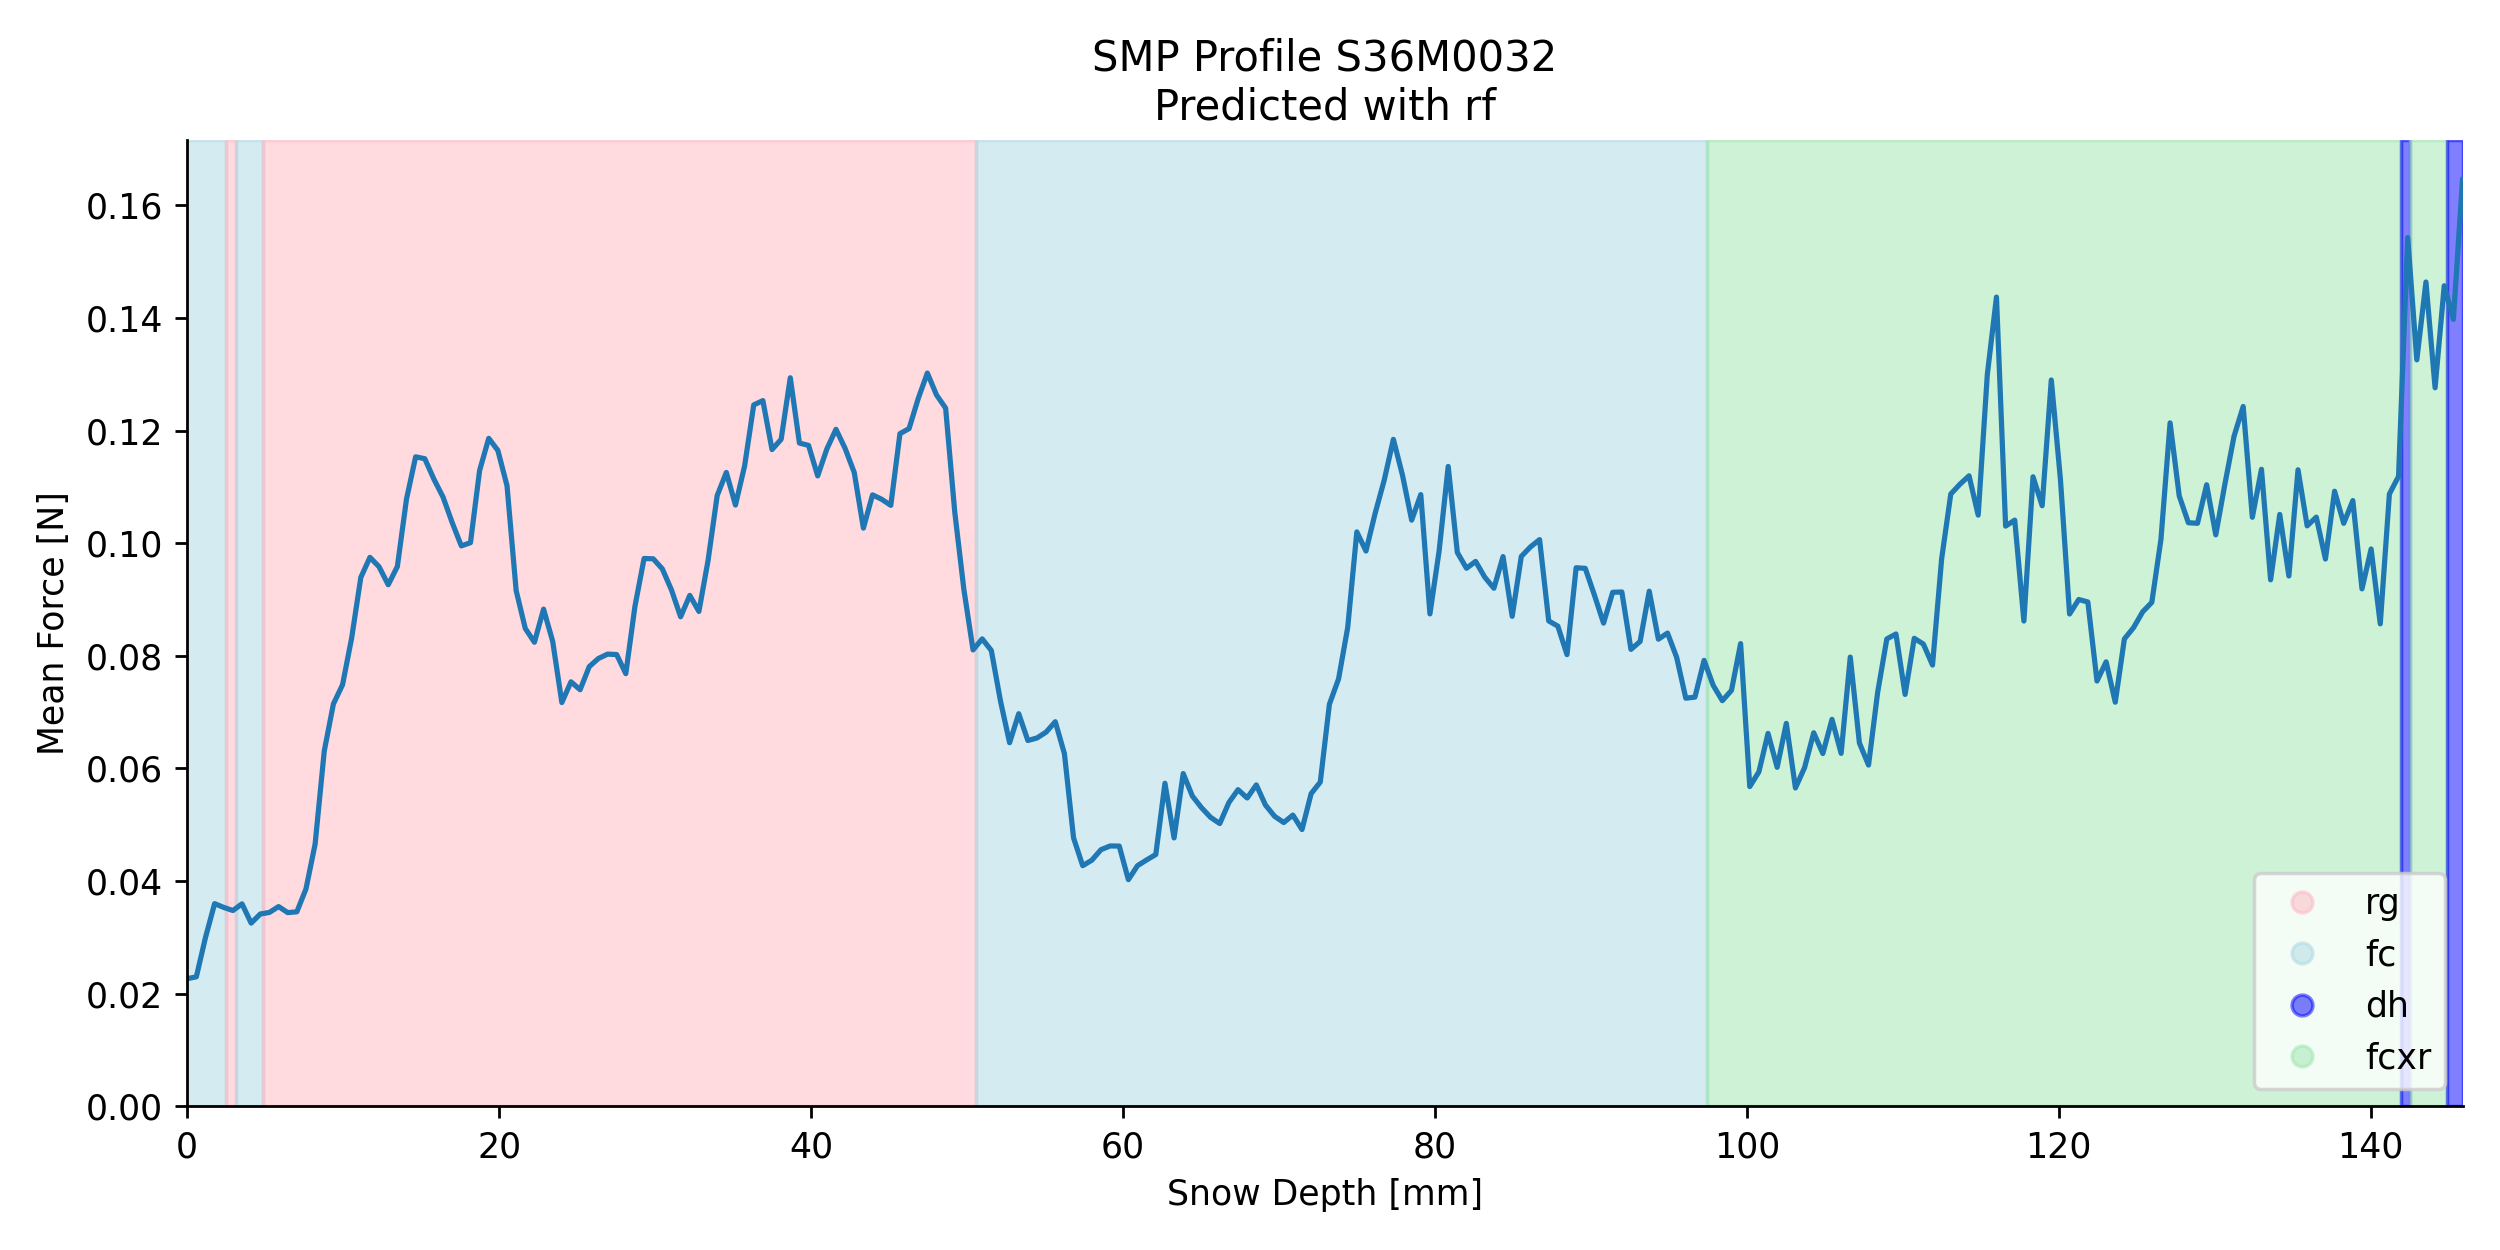 SMP Profile S36M0032
Predicted with rf
Mean Force [N]
0.16
0.14
0.12
0.10
0.08
0.06
0.04
0.02
0.00
0 20 40 60 80 100 120 140
Snow Depth [mm]
rg
fc
dh
fcxr